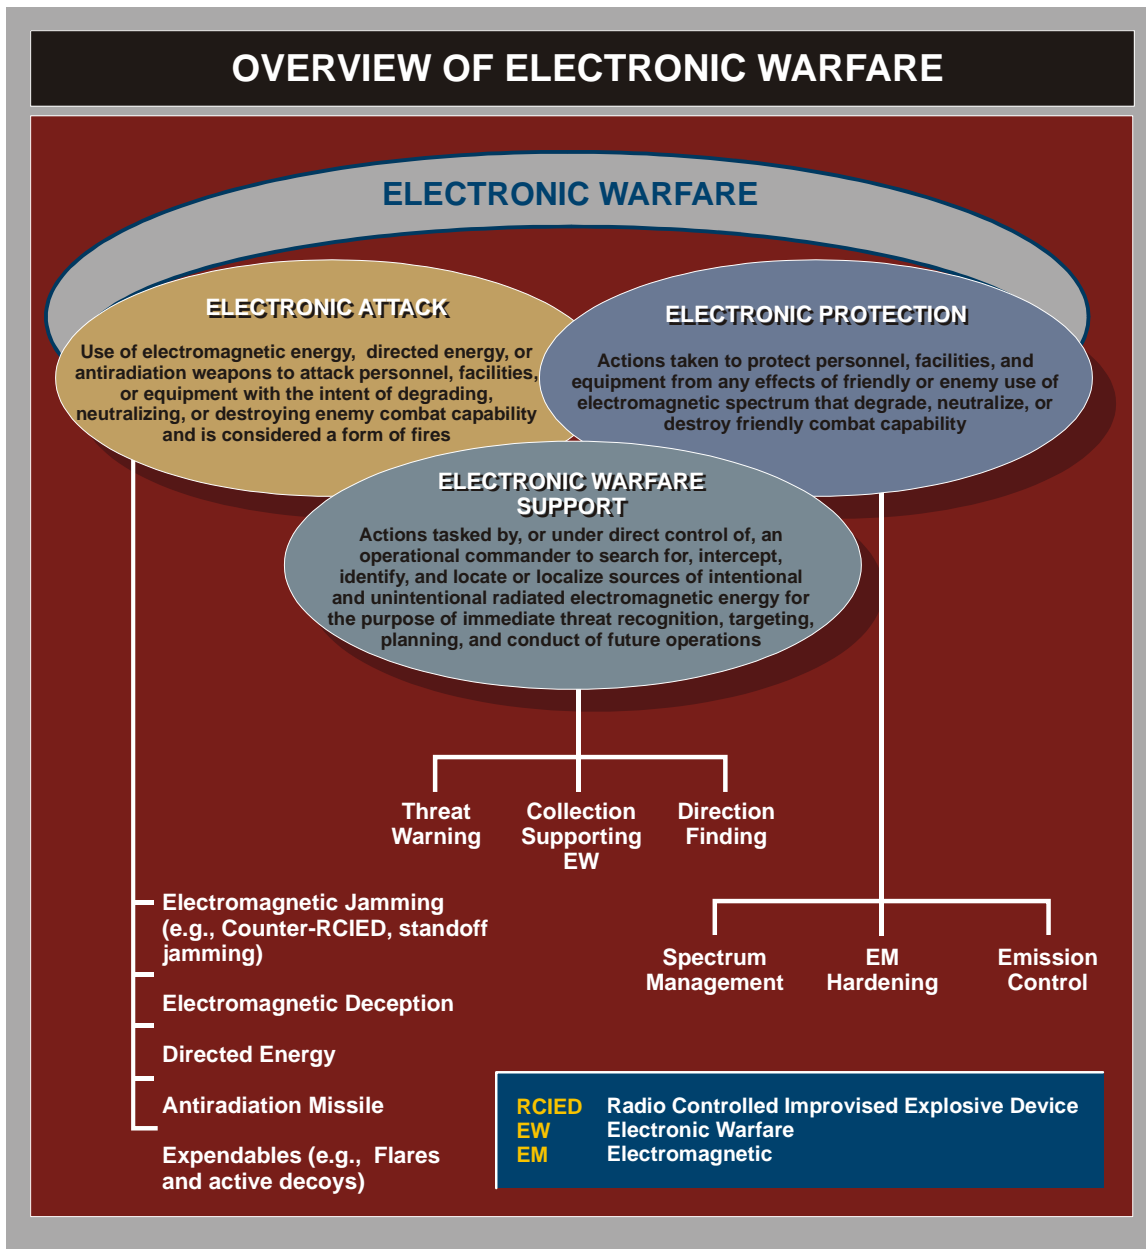 OVERVIEW OF ELECTRONIC WARFARE
ELECTRONIC WARFARE
ELECTRONIC ATTACK
Use of electromagnetic energy, directed energy, or
antiradiation weapons to attack personnel, facilities,
or equipment with the intent of degrading,
neutralizing, or destroying enemy combat capability
and is considered a form of fires
ELECTRONIC PROTECTION
Actions taken to protect personnel, facilities, and
equipment from any effects of friendly or enemy use of
electromagnetic spectrum that degrade, neutralize, or
destroy friendly combat capability
ELECTRONIC WARFARE
SUPPORT
Actions tasked by, or under direct control of, an
operational commander to search for, intercept,
identify, and locate or localize sources of intentional
and unintentional radiated electromagnetic energy for
the purpose of immediate threat recognition, targeting,
planning, and conduct of future operations
Threat
Warning
Collection
Supporting
EW
Direction
Finding
Electromagnetic Jamming
(e.g., Counter-RCIED, standoff
jamming)
Electromagnetic Deception
Directed Energy
Antiradiation Missile
Expendables (e.g., Flares
and active decoys)
Spectrum
Management
EM
Hardening
Emission
Control
RCIED Radio Controlled Improvised Explosive Device
EW Electronic Warfare
EM Electromagnetic